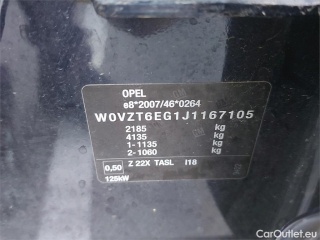 OPEL
e8*2007/46*0264
W0VZT6EG1J1167105
2185 kg
4135 kg
1-1135 kg
2-1060 kg
0,50 Z 22X TASL I18
125kW
CarOutlet.eu